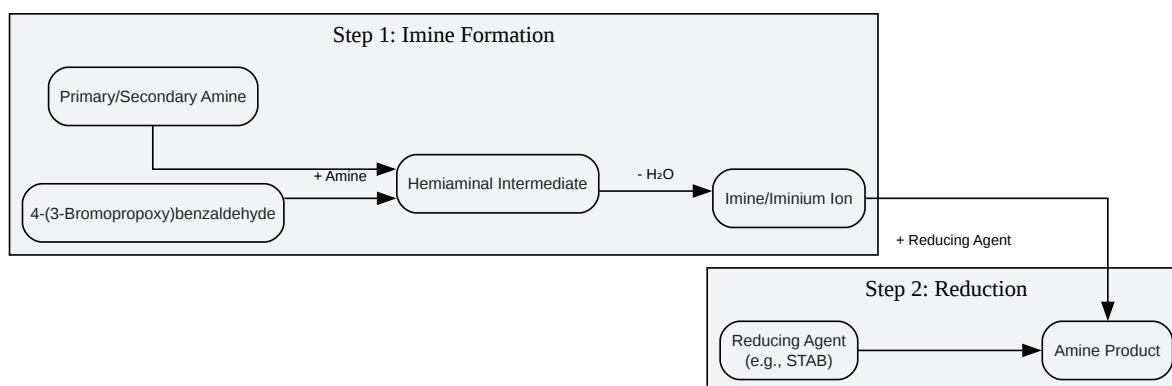 Step 1: Imine Formation
Primary/Secondary Amine
+ Amine
4-(3-Bromopropoxy)benzaldehyde
Hemiaminal Intermediate
- H₂O
Imine/Iminium Ion
+ Reducing Agent
Step 2: Reduction
Reducing Agent
(e.g., STAB)
Amine Product